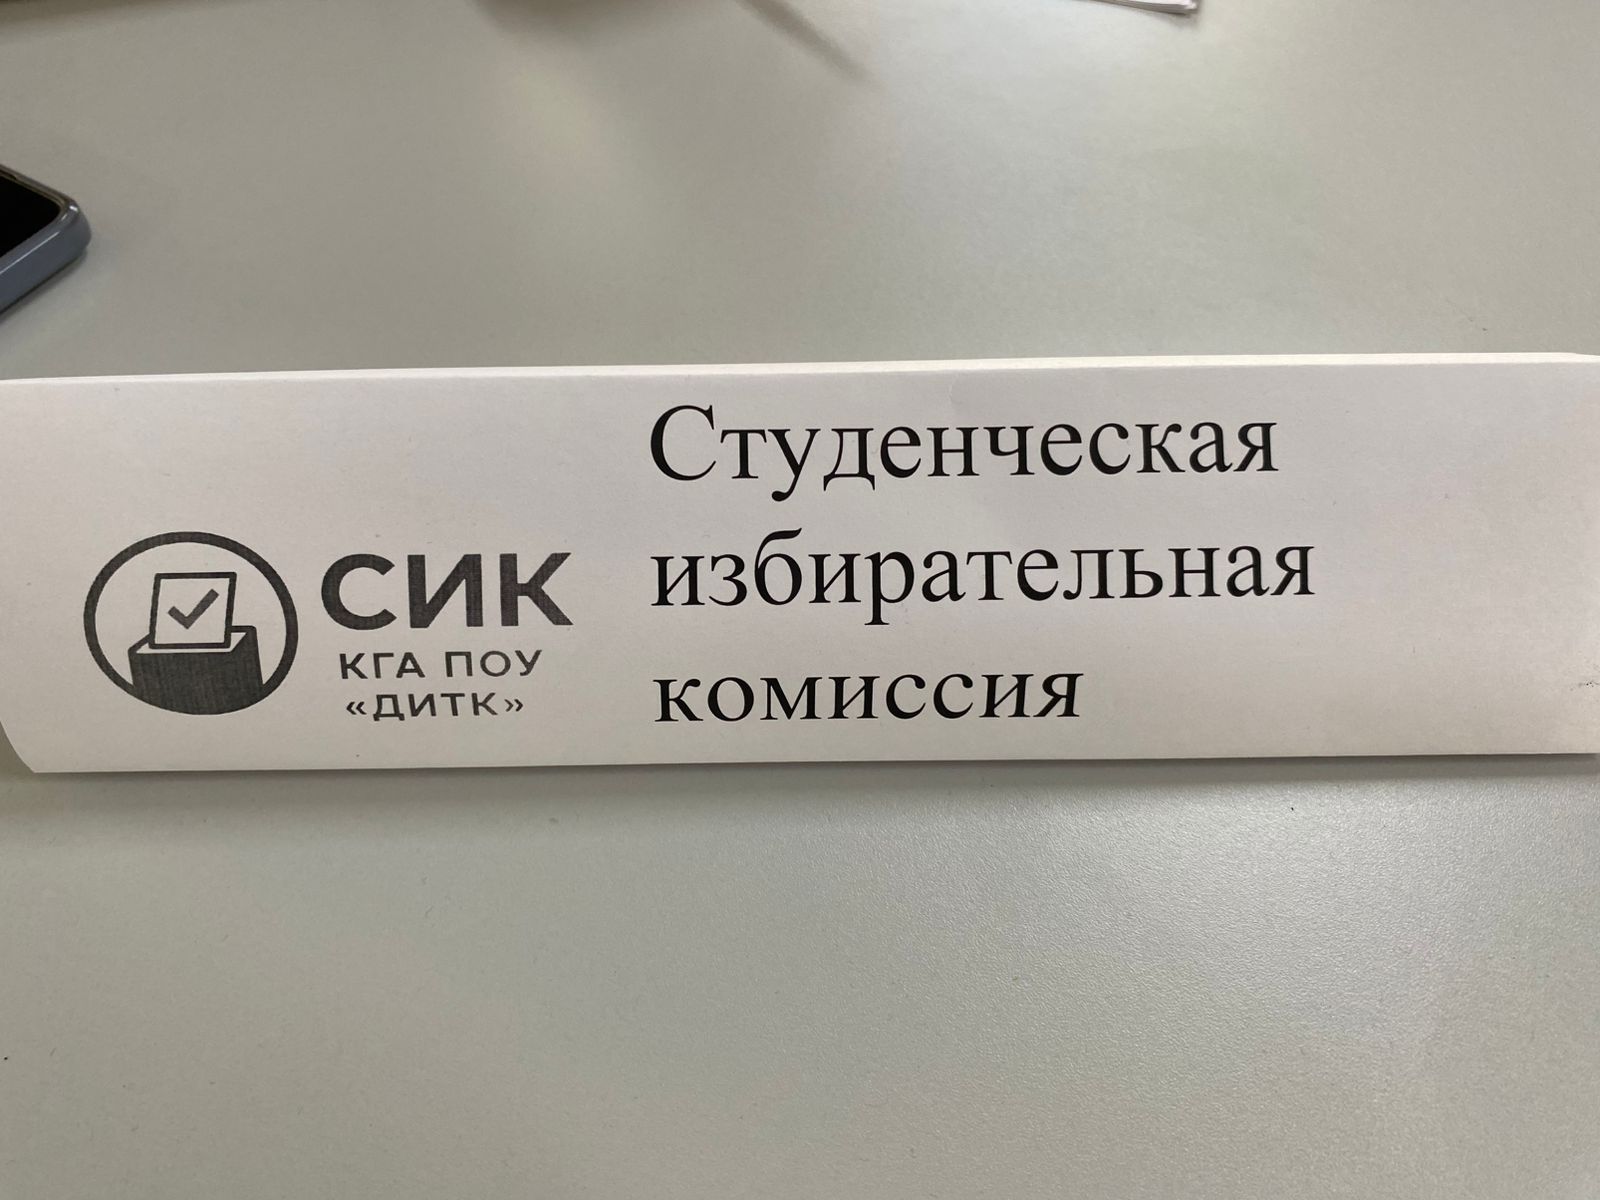 СИК
КГА ПОУ
«ДИТК»
Студенческая
избирательная
комиссия